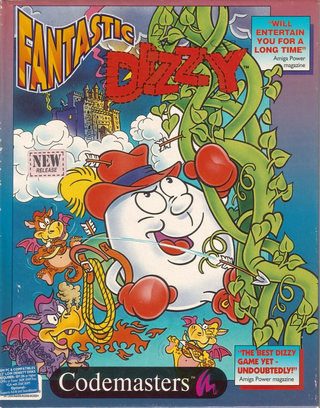 FANTASTIC
DIZZY
"WILL
ENTERTAIN
YOU FOR A
LONG TIME"
Amiga Power
magazine
NEW
RELEASE
"THE BEST DIZZY
GAME YET -
UNDOUBTEDLY!"
Amiga Power magazine
Codemasters